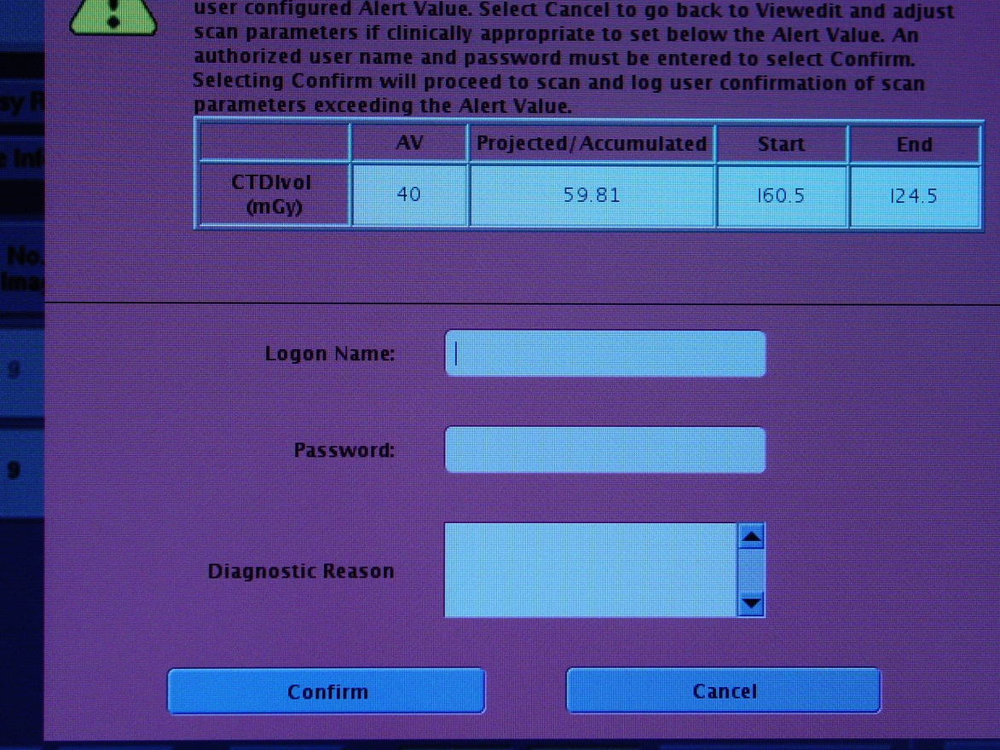 user configured Alert Value. Select Cancel to go back to Viewedit and adjust
scan parameters if clinically appropriate to set below the Alert Value. An
authorized user name and password must be entered to select Confirm.
Selecting Confirm will proceed to scan and log user confirmation of scan
parameters exceeding the Alert Value.
AV Projected/Accumulated Start End
CTDIvol
(mGy)
40 59.81 I60.5 I24.5
No.
Logon Name:
9
Password:
9
Diagnostic Reason
Confirm Cancel